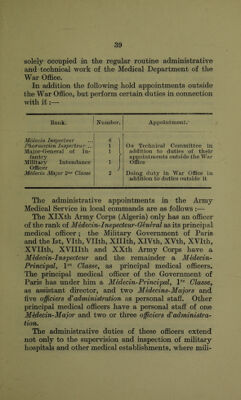 39
solely occupied in the regular routine administrative
and technical work of the Medical Department of the
War Office.
In addition the following hold appointments outside
the War Office, but perform certain duties in connection
with it :—
Rank. Number. Appointment.
Médecin Inspecteur ... 4
Pharmacien Inspecteur ... 1 On Technical Committee in
Major-General of In- 1 addition to duties of their
fantry appointments outside the War
Military Intendance 1 Office
Officer
Médecin Major 2me Classe 2 Doing duty in War Office in
addition to duties outside it
The administrative appointments in the Army
Medical Service in local commands are as follows :—
The XIXth Army Corps (Algeria) only has an officer
of the rank of Médecin-Inspecteur-Général as its principal
medical officer ; the Military Government of Paris
and the Ist, VIth, VIIth, XIIIth, XIVth, XVth, XVIth,
XVIIth, XVIIIth and XXth Army Corps have a
Médecin-Inspecteur and the remainder a Médecin-
Principal, 1re Classe, as principal medical officers.
The principal medical officer of the Government of
Paris has under him a Médecin-Principal, 1re Classe,
as assistant director, and two Médecins-Majors and
five officiers d'administration as personal staff. Other
principal medical officers have a personal staff of one
Médecin-Major and two or three officiers d'administra-
tion.
The administrative duties of these officers extend
not only to the supervision and inspection of military
hospitals and other medical establishments, where mili-